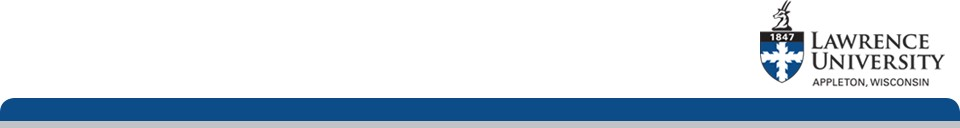 1847
LAWRENCE
UNIVERSITY
APPLETON, WISCONSIN